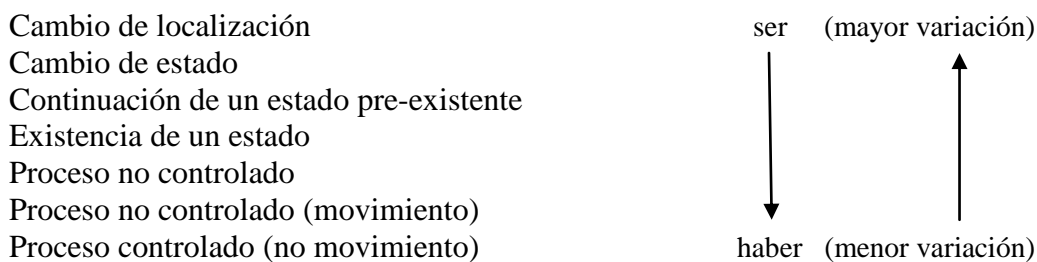 Cambio de localización ser (mayor variación)
Cambio de estado
Continuación de un estado pre-existente
Existencia de un estado
Proceso no controlado
Proceso no controlado (movimiento)
Proceso controlado (no movimiento) haber (menor variación)